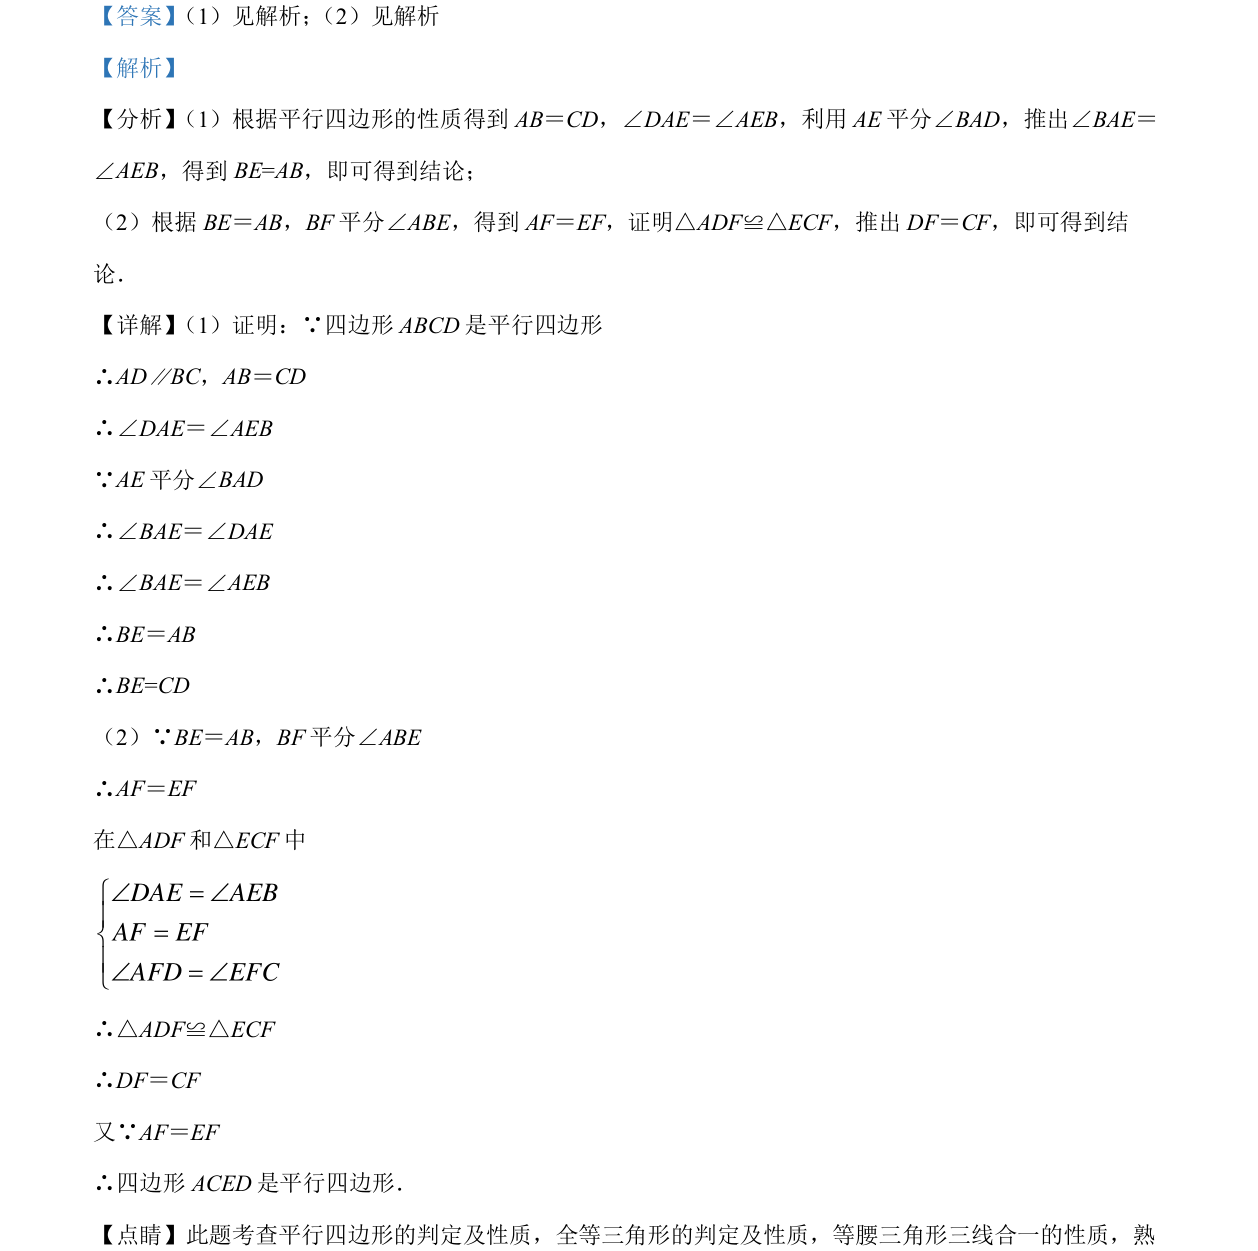 【答案】（1）见解析；（2）见解析
【解析】
【分析】（1）根据平行四边形的性质得到 AB＝CD，∠DAE＝∠AEB，利用 AE 平分∠BAD，推出∠BAE＝
∠AEB，得到 BE=AB，即可得到结论；
（2）根据 BE＝AB，BF 平分∠ABE，得到 AF＝EF，证明△ADF≌△ECF，推出 DF＝CF，即可得到结
论．
【详解】（1）证明：∵四边形 ABCD 是平行四边形
∴AD∥BC，AB＝CD
∴∠DAE＝∠AEB
∵AE 平分∠BAD
∴∠BAE＝∠DAE
∴∠BAE＝∠AEB
∴BE＝AB
∴BE=CD
（2）∵BE＝AB，BF 平分∠ABE
∴AF＝EF
在△ADF 和△ECF 中
∠DAE = ∠AEB
AF = EF
∠AFD = ∠EFC
∴△ADF≌△ECF
∴DF＝CF
又∵AF＝EF
∴四边形 ACED 是平行四边形．
【点睛】此题考查平行四边形的判定及性质，全等三角形的判定及性质，等腰三角形三线合一的性质，熟